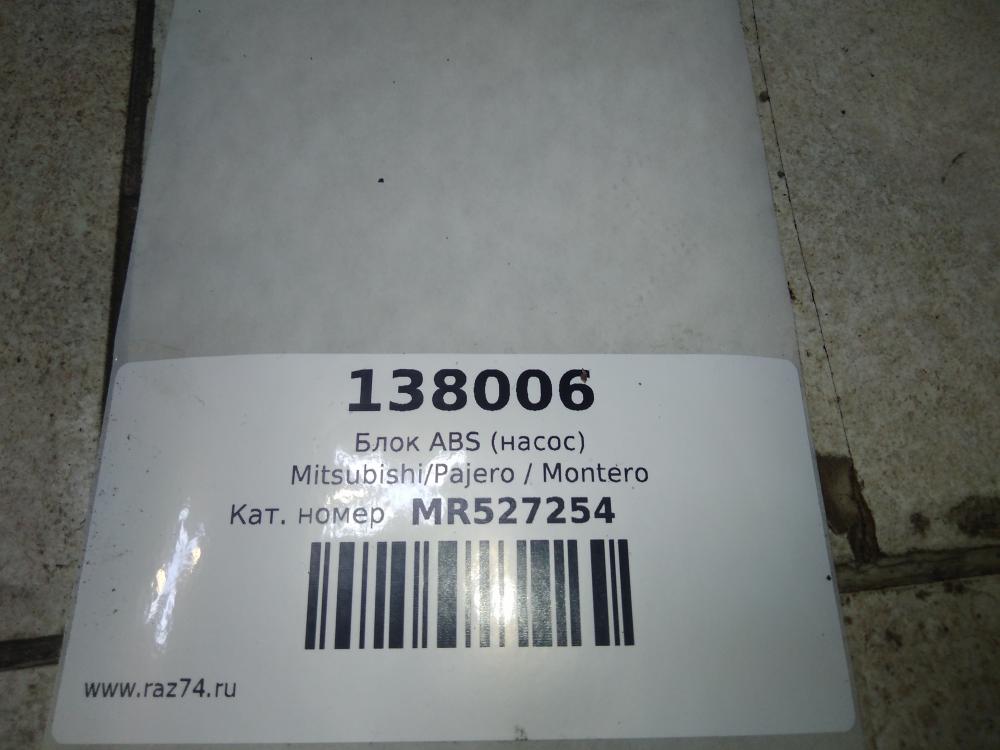 138006
Блок ABS (насос)
Mitsubishi/Pajero / Montero
Кат. номер MR527254
www.raz74.ru